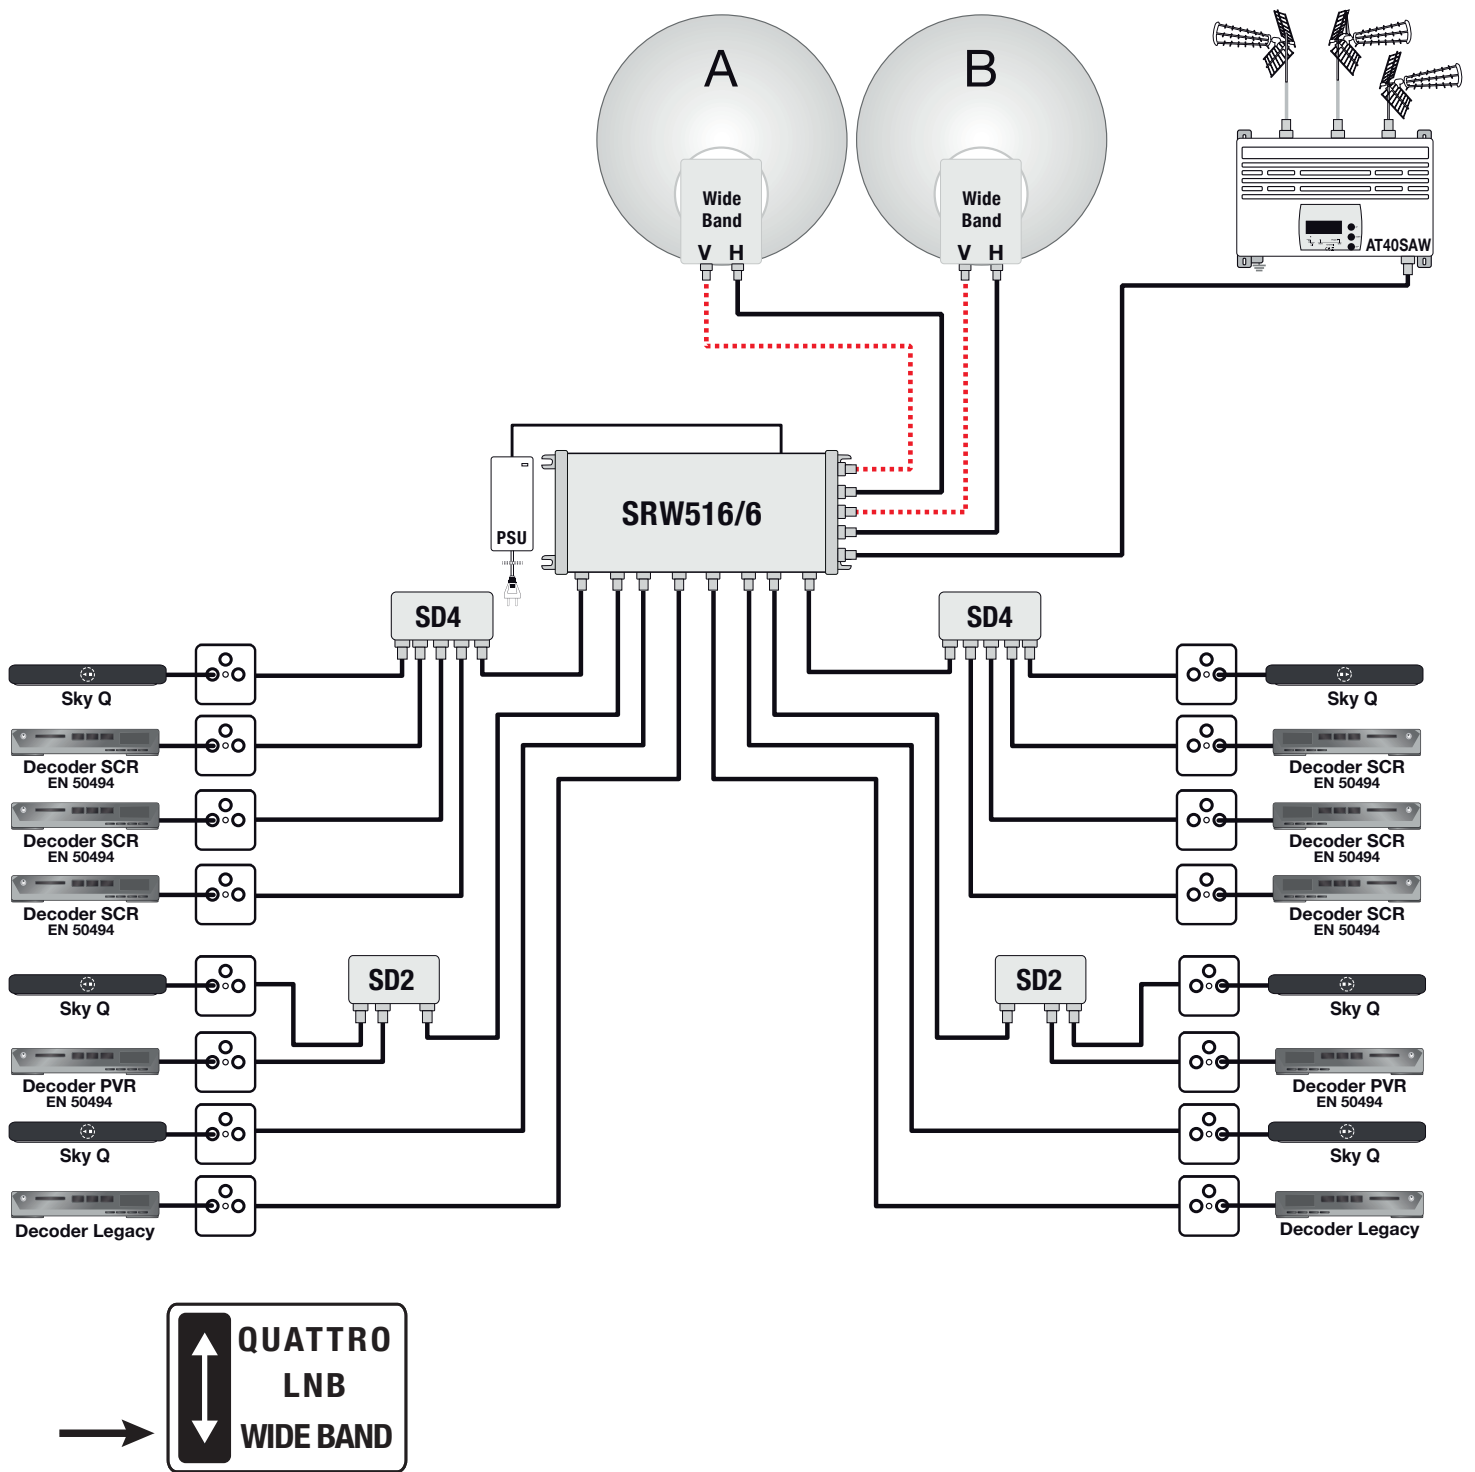 A
B
Wide
Band
V H
Wide
Band
V H
AT40SAW
SRW516/6
PSU
SD4
SD4
Sky Q
Decoder SCR
EN 50494
Decoder SCR
EN 50494
Decoder SCR
EN 50494
Sky Q
Decoder SCR
EN 50494
Decoder SCR
EN 50494
Decoder SCR
EN 50494
SD2
SD2
Sky Q
Decoder PVR
EN 50494
Sky Q
Decoder Legacy
Sky Q
Decoder PVR
EN 50494
Sky Q
Decoder Legacy
QUATTRO
LNB
WIDE BAND